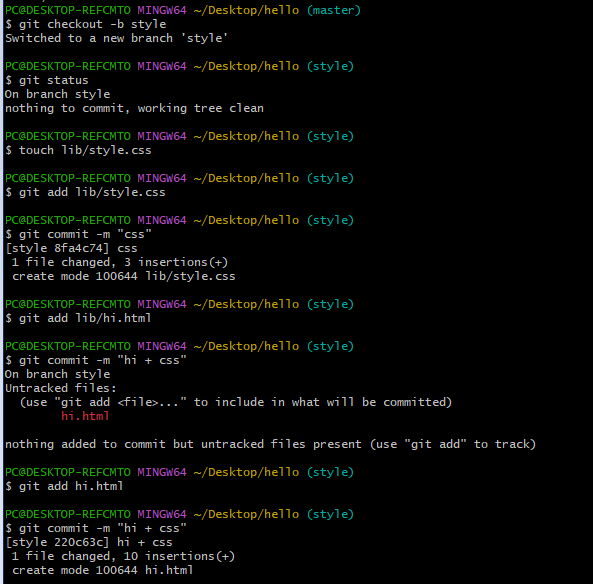 PC@DESKTOP-REFCMTO MINGW64 ~/Desktop/hello (master)
$ git checkout -b style
Switched to a new branch 'style'
PC@DESKTOP-REFCMTO MINGW64 ~/Desktop/hello (style)
$ git status
On branch style
nothing to commit, working tree clean
PC@DESKTOP-REFCMTO MINGW64 ~/Desktop/hello (style)
$ touch lib/style.css
PC@DESKTOP-REFCMTO MINGW64 ~/Desktop/hello (style)
$ git add lib/style.css
PC@DESKTOP-REFCMTO MINGW64 ~/Desktop/hello (style)
$ git commit -m "css"
[style 8fa4c74] css
 1 file changed, 3 insertions(+)
 create mode 100644 lib/style.css
PC@DESKTOP-REFCMTO MINGW64 ~/Desktop/hello (style)
$ git add lib/hi.html
PC@DESKTOP-REFCMTO MINGW64 ~/Desktop/hello (style)
$ git commit -m "hi + css"
On branch style
Untracked files:
  (use "git add <file>..." to include in what will be committed)
        hi.html
nothing added to commit but untracked files present (use "git add" to track)
PC@DESKTOP-REFCMTO MINGW64 ~/Desktop/hello (style)
$ git add hi.html
PC@DESKTOP-REFCMTO MINGW64 ~/Desktop/hello (style)
$ git commit -m "hi + css"
[style 220c63c] hi + css
 1 file changed, 10 insertions(+)
 create mode 100644 hi.html